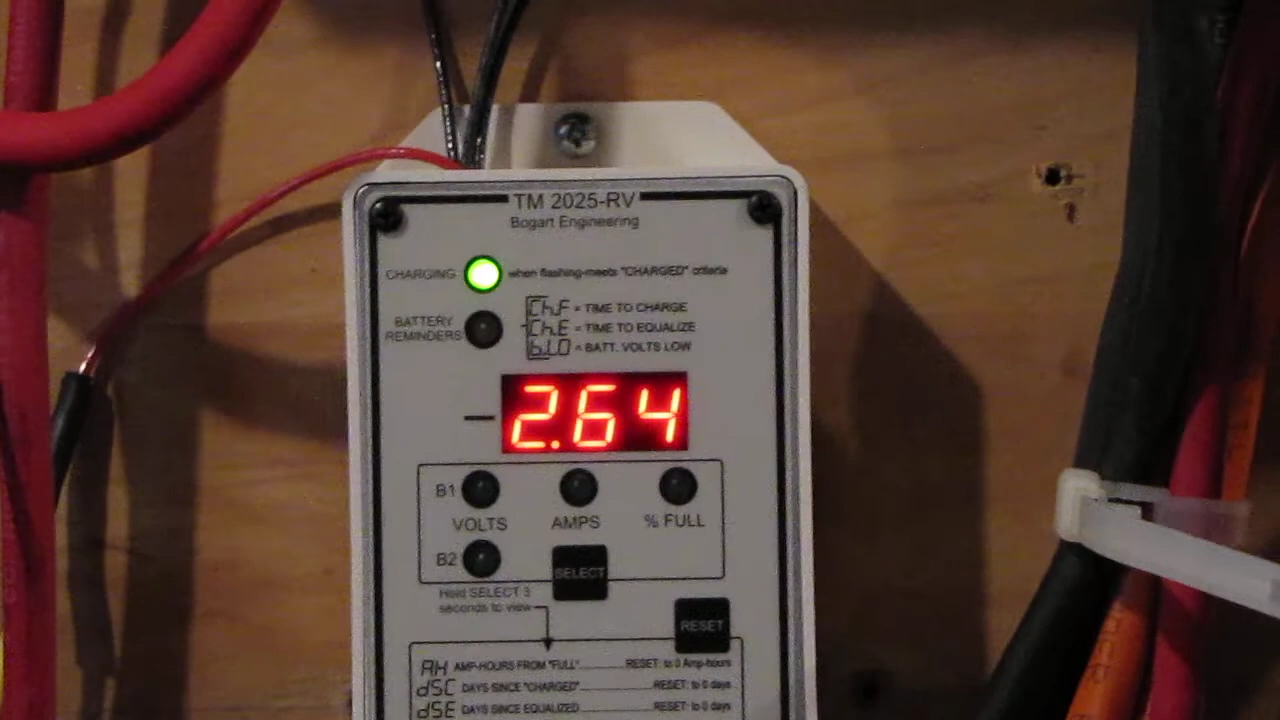 TM 2025-RV
Bogart Engineering
CHARGING when flashing-meets "CHARGED" criteria
BATTERY REMINDERS
Ch.F = TIME TO CHARGE
Ch.E = TIME TO EQUALIZE
b.LO = BATT. VOLTS LOW
2.64
B1
VOLTS AMPS % FULL
B2
SELECT
Hold SELECT 3
seconds to view
RESET
AH AMP-HOURS FROM "FULL" RESET: to 0 Amp-hours
dSC DAYS SINCE "CHARGED" RESET: to 0 days
dSE DAYS SINCE EQUALIZED RESET: to 0 days